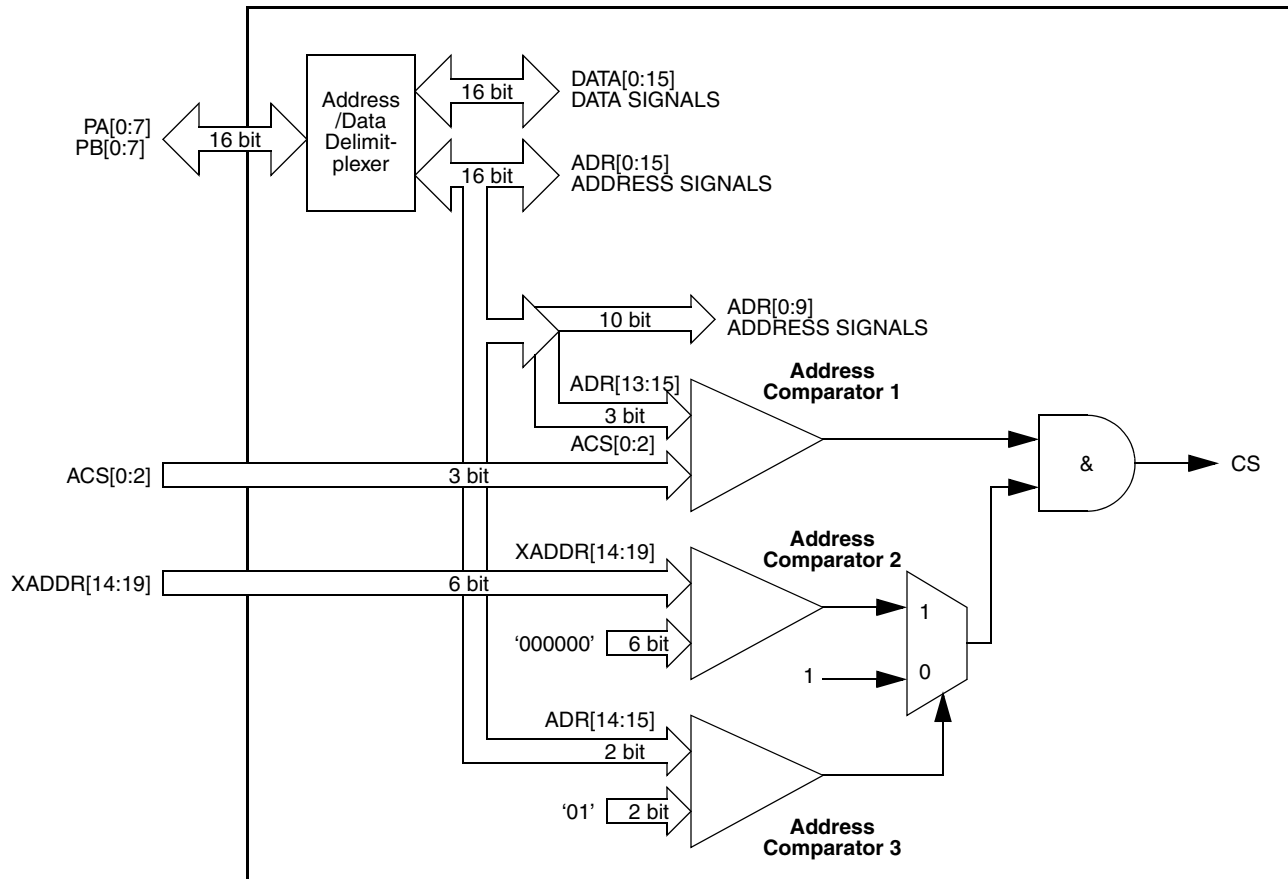 PA[0:7]
PB[0:7]
16 bit
Address
/Data
Delimit-
plexer
16 bit
DATA[0:15]
DATA SIGNALS
16 bit
ADR[0:15]
ADDRESS SIGNALS
10 bit
ADR[0:9]
ADDRESS SIGNALS
ADR[13:15]
3 bit
Address
Comparator 1
ACS[0:2]
ACS[0:2]
3 bit
&
CS
XADDR[14:19]
XADDR[14:19]
6 bit
Address
Comparator 2
‘000000’
6 bit
1
1
0
ADR[14:15]
2 bit
‘01’
2 bit
Address
Comparator 3